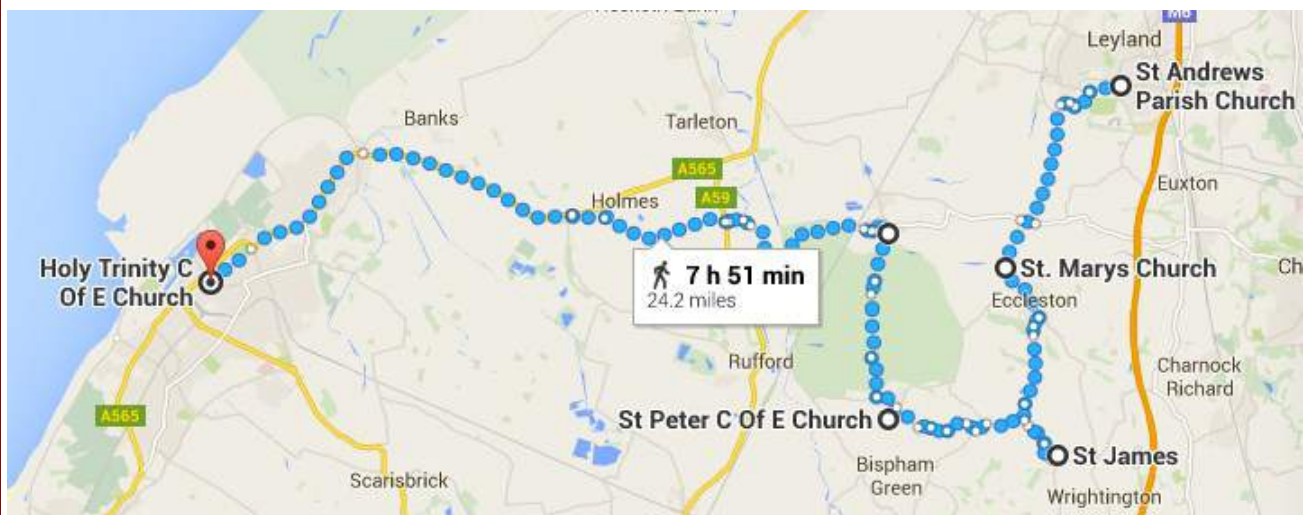 M6
Leyland
St Andrews
Parish Church
Banks
Tarleton
A565
Euxton
A59
Holmes
Holy Trinity C
Of E Church
7 h 51 min
24.2 miles
St. Marys Church
Ch
Eccleston
Rufford
Charnock
Richard
A565
St Peter C Of E Church
St James
Bispham
Green
Scarisbrick
Wrightington